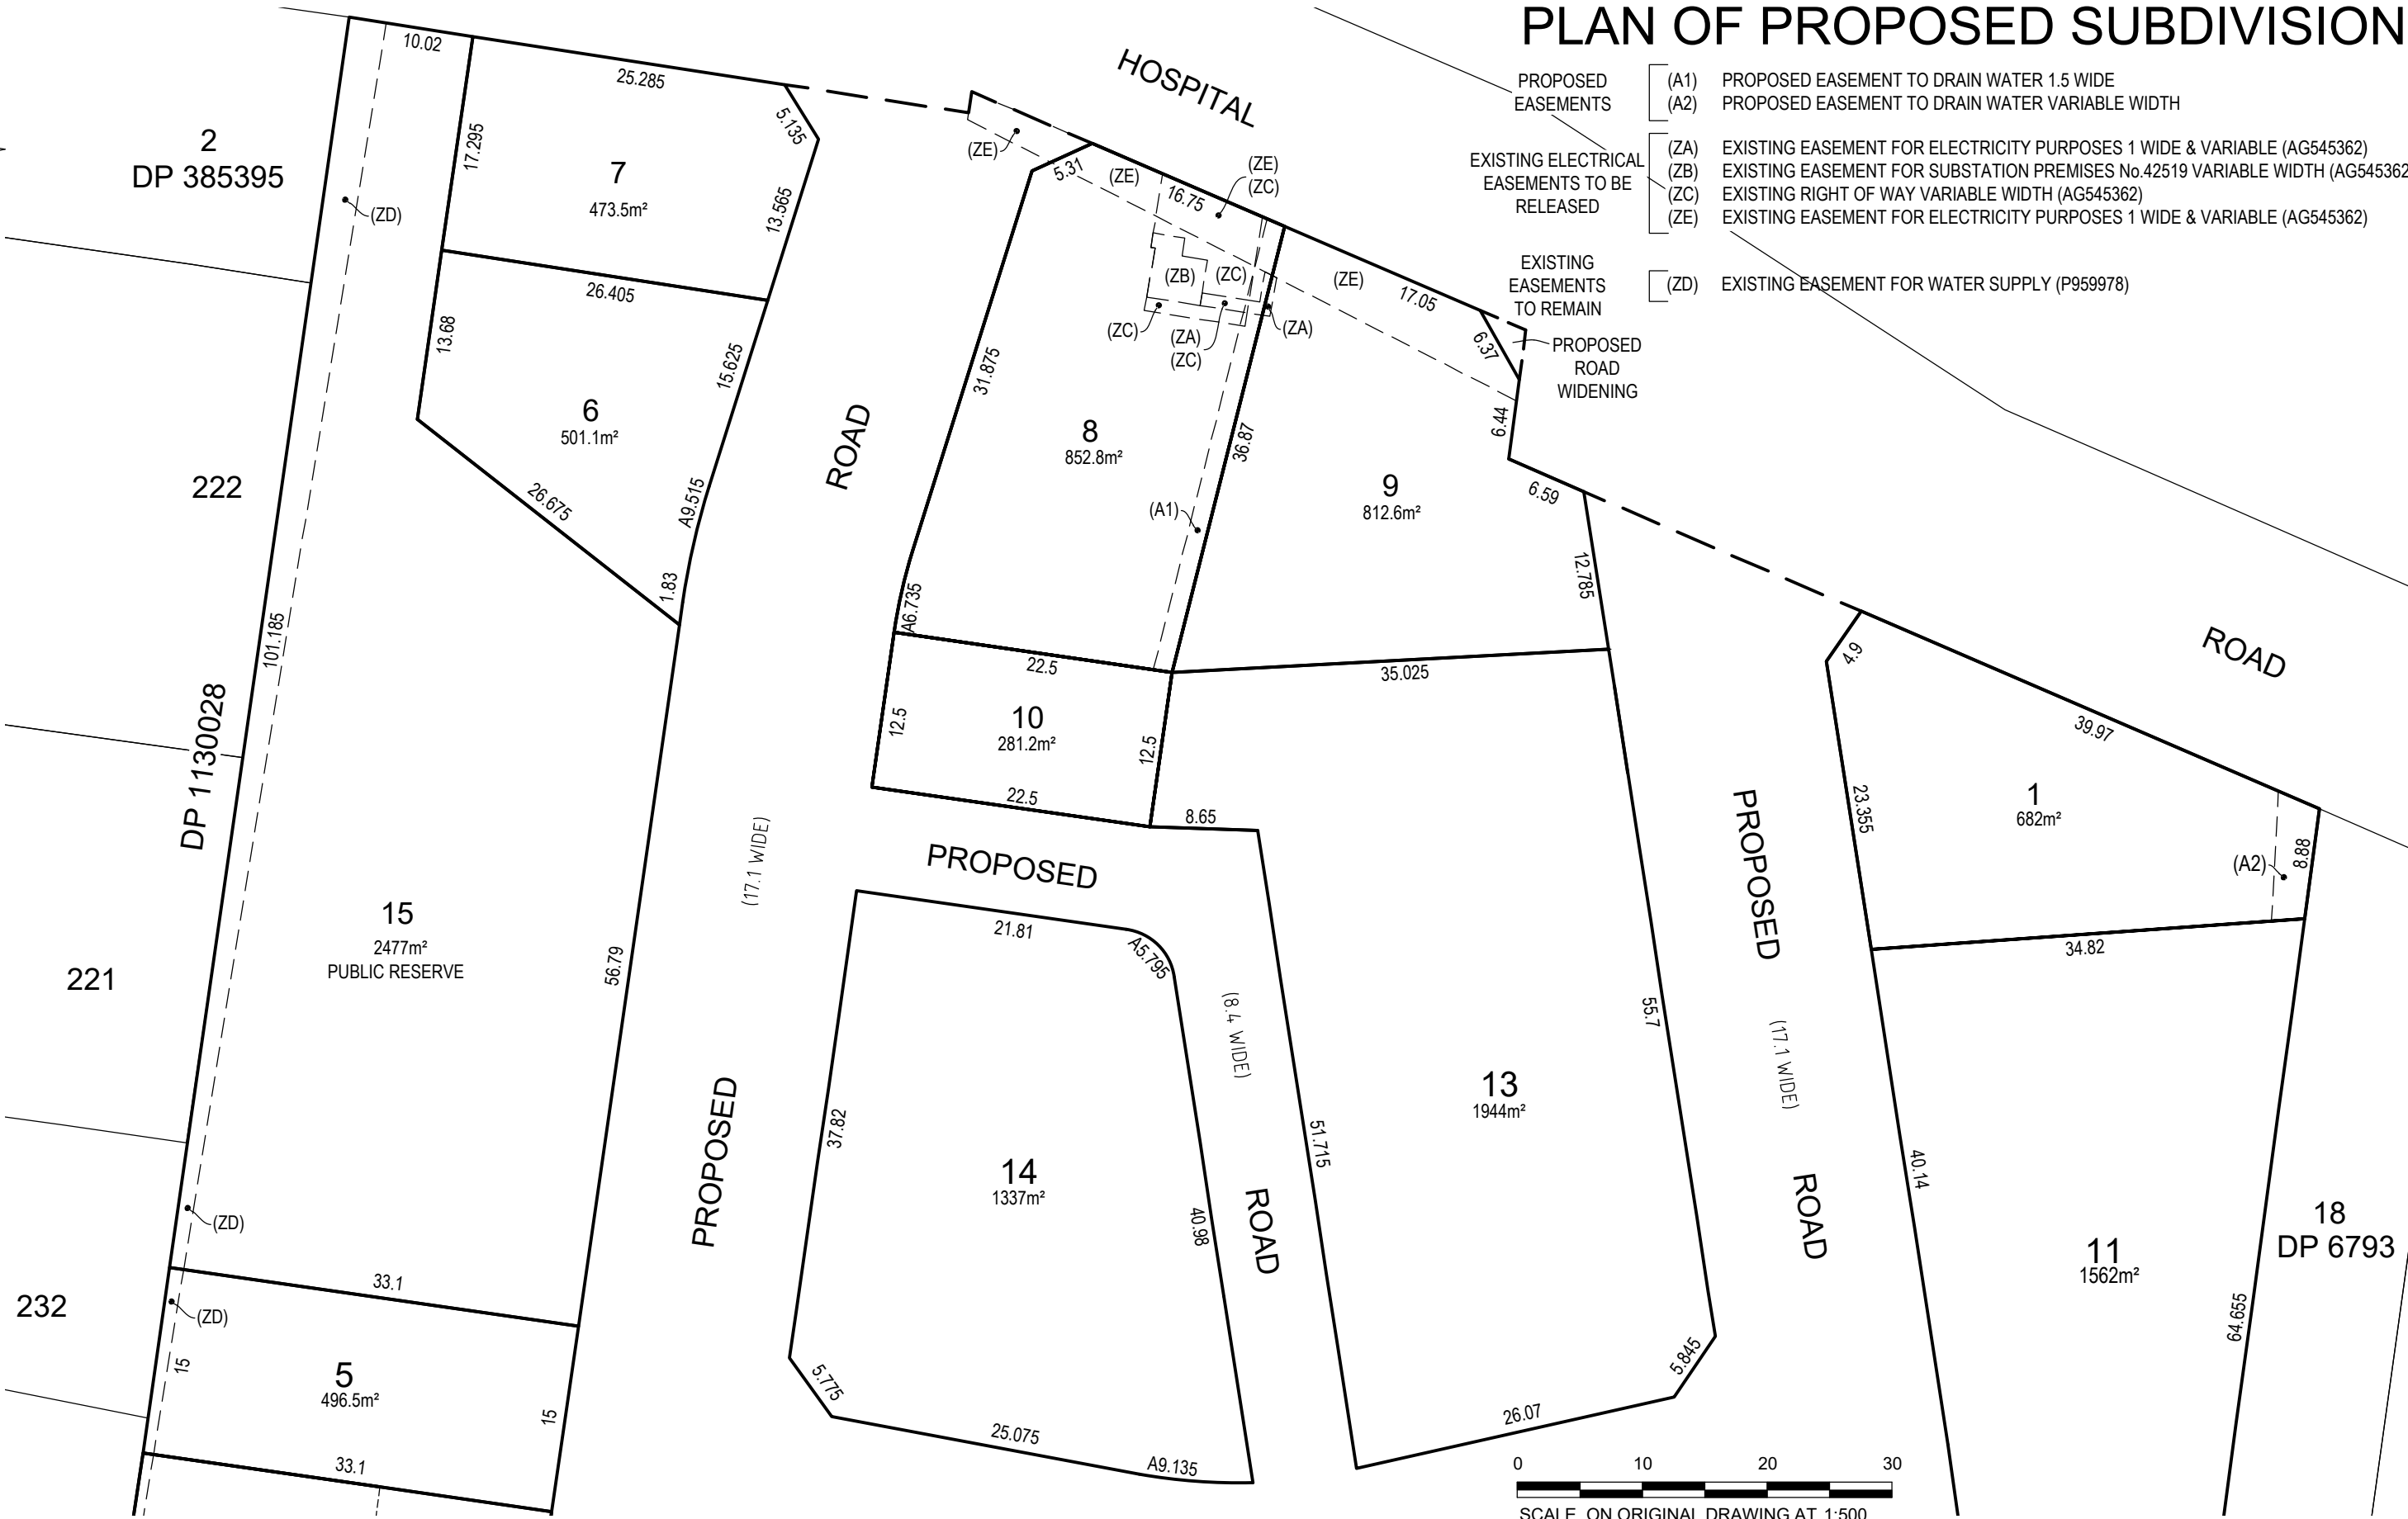 PLAN OF PROPOSED SUBDIVISION
PROPOSED
EASEMENTS
(A1) PROPOSED EASEMENT TO DRAIN WATER 1.5 WIDE
(A2) PROPOSED EASEMENT TO DRAIN WATER VARIABLE WIDTH
EXISTING ELECTRICAL
EASEMENTS TO BE
RELEASED
(ZA) EXISTING EASEMENT FOR ELECTRICITY PURPOSES 1 WIDE & VARIABLE (AG545362)
(ZB) EXISTING EASEMENT FOR SUBSTATION PREMISES No.42519 VARIABLE WIDTH (AG545362
(ZC) EXISTING RIGHT OF WAY VARIABLE WIDTH (AG545362)
(ZE) EXISTING EASEMENT FOR ELECTRICITY PURPOSES 1 WIDE & VARIABLE (AG545362)
EXISTING
EASEMENTS
TO REMAIN
(ZD) EXISTING EASEMENT FOR WATER SUPPLY (P959978)
PROPOSED
ROAD
WIDENING
HOSPITAL
ROAD
2
DP 385395
222
DP 1130028
221
232
(ZD)
10.02
101.185
25.285
5.135
17.295
7
473.5m²
13.565
26.405
13.68
15.625
6
501.1m²
26.675
A9.515
1.83
15
2477m²
PUBLIC RESERVE
56.79
(ZD)
33.1
(ZD)
15
5
496.5m²
15
33.1
ROAD
(17.1 WIDE)
PROPOSED
(ZE)
5.31
(ZE)
16.75
(ZE)
(ZC)
(ZB)
(ZC)
(ZC)
(ZA)
(ZC)
(ZA)
31.875
8
852.8m²
36.87
(A1)
A6.735
22.5
(ZE)
17.05
6.37
6.44
6.59
9
812.6m²
12.785
35.025
12.5
10
281.2m²
12.5
22.5
8.65
PROPOSED
21.81
A5.795
(8.4 WIDE)
ROAD
37.82
14
1337m²
40.98
5.775
25.075
A9.135
51.715
13
1944m²
55.7
5.845
26.07
PROPOSED
(17.1 WIDE)
ROAD
4.9
39.97
23.355
1
682m²
8.88
(A2)
34.82
40.14
11
1562m²
64.655
18
DP 6793
0 10 20 30
SCALE ON ORIGINAL DRAWING AT 1:500